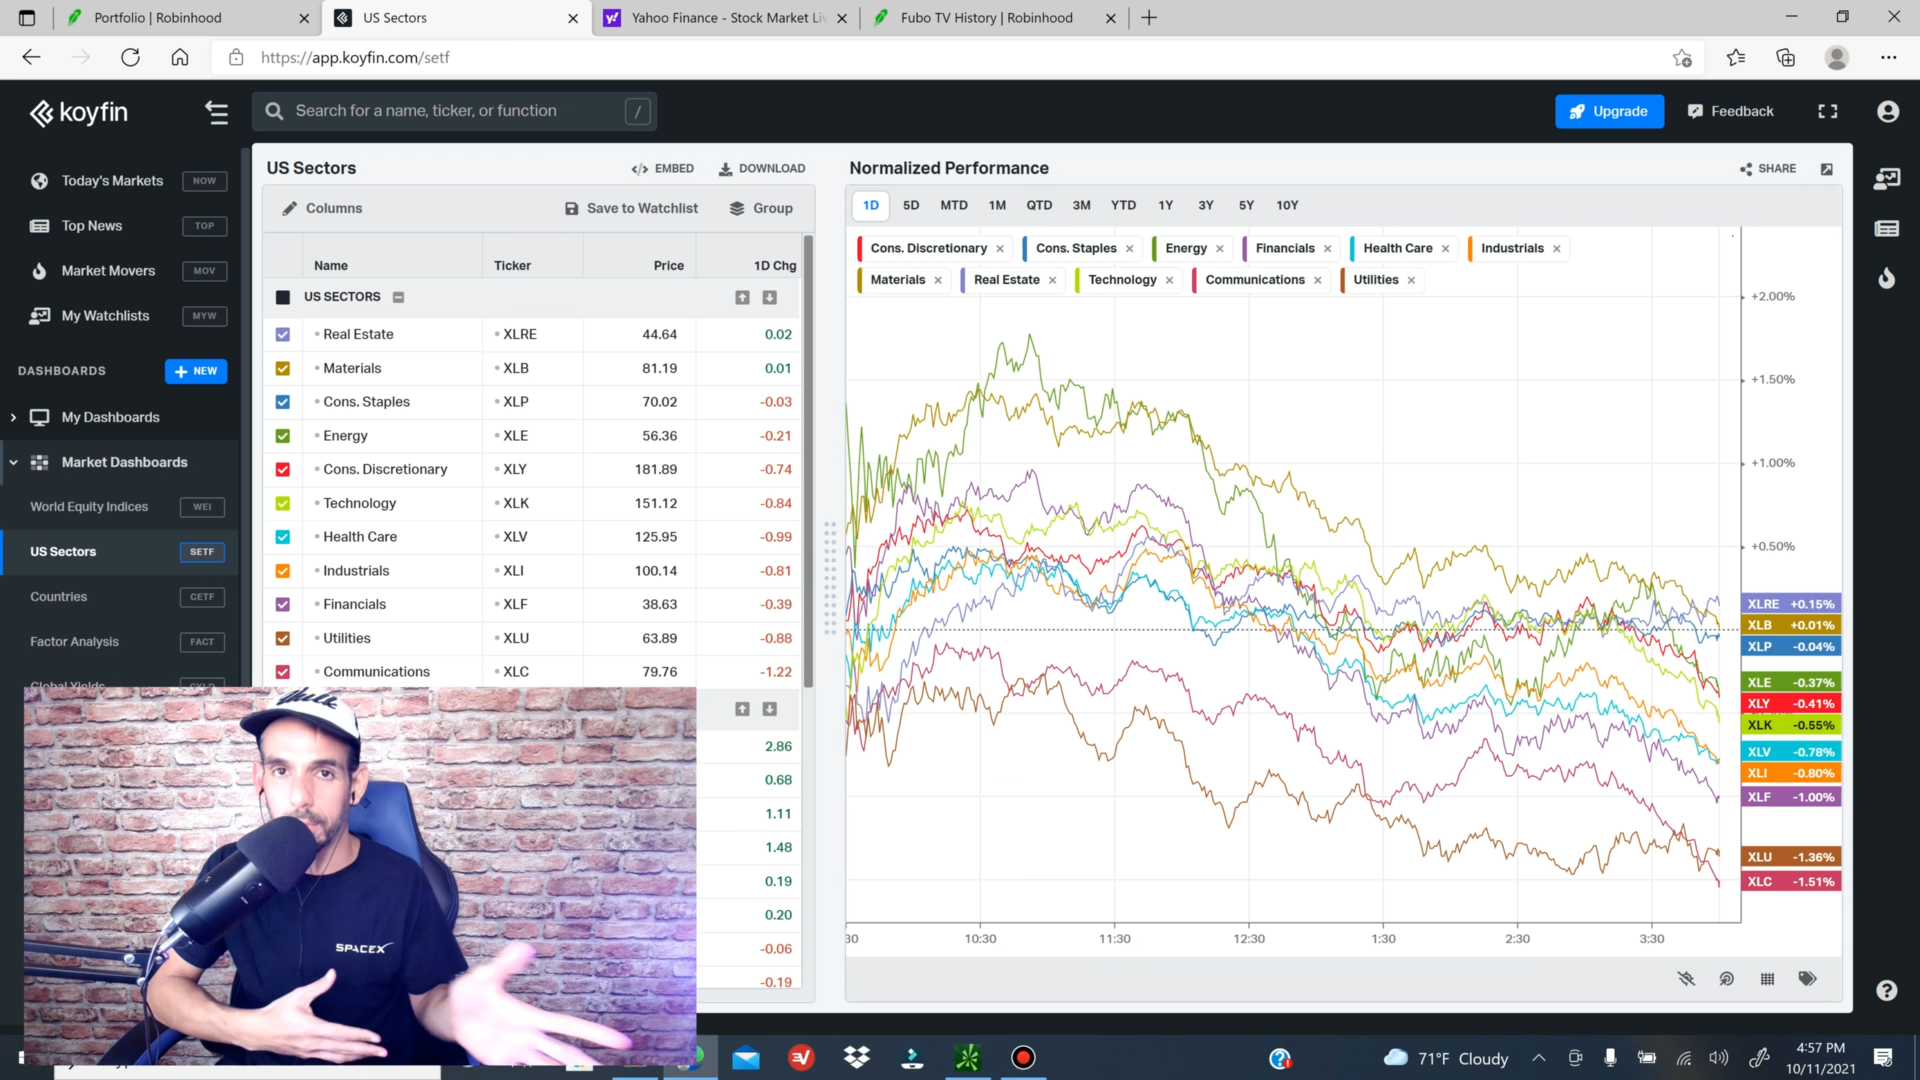 Portfolio | Robinhood
US Sectors
Yahoo Finance - Stock Market Li
Fubo TV History | Robinhood
https://app.koyfin.com/setf
koyfin
Search for a name, ticker, or function
/
Upgrade
Feedback
Today's Markets NOW
Top News TOP
Market Movers MOV
My Watchlists MYW
DASHBOARDS
+ NEW
My Dashboards
Market Dashboards
World Equity Indices WEI
US Sectors SETF
Countries CETF
Factor Analysis FACT
Global Yields
US Sectors
EMBED
DOWNLOAD
Columns
Save to Watchlist
Group
Name Ticker Price 1D Chg
US SECTORS
Real Estate XLRE 44.64 0.02
Materials XLB 81.19 0.01
Cons. Staples XLP 70.02 -0.03
Energy XLE 56.36 -0.21
Cons. Discretionary XLY 181.89 -0.74
Technology XLK 151.12 -0.84
Health Care XLV 125.95 -0.99
Industrials XLI 100.14 -0.81
Financials XLF 38.63 -0.39
Utilities XLU 63.89 -0.88
Communications XLC 79.76 -1.22
2.86
0.68
1.11
1.48
0.19
0.20
-0.06
-0.19
Normalized Performance
SHARE
1D 5D MTD 1M QTD 3M YTD 1Y 3Y 5Y 10Y
Cons. Discretionary Cons. Staples Energy Financials Health Care Industrials
Materials Real Estate Technology Communications Utilities
+2.00%
+1.50%
+1.00%
+0.50%
XLRE +0.15%
XLB +0.01%
XLP -0.04%
XLE -0.37%
XLY -0.41%
XLK -0.55%
XLV -0.78%
XLI -0.80%
XLF -1.00%
XLU -1.36%
XLC -1.51%
30 10:30 11:30 12:30 1:30 2:30 3:30
SPACEX
71°F Cloudy
4:57 PM
10/11/2021